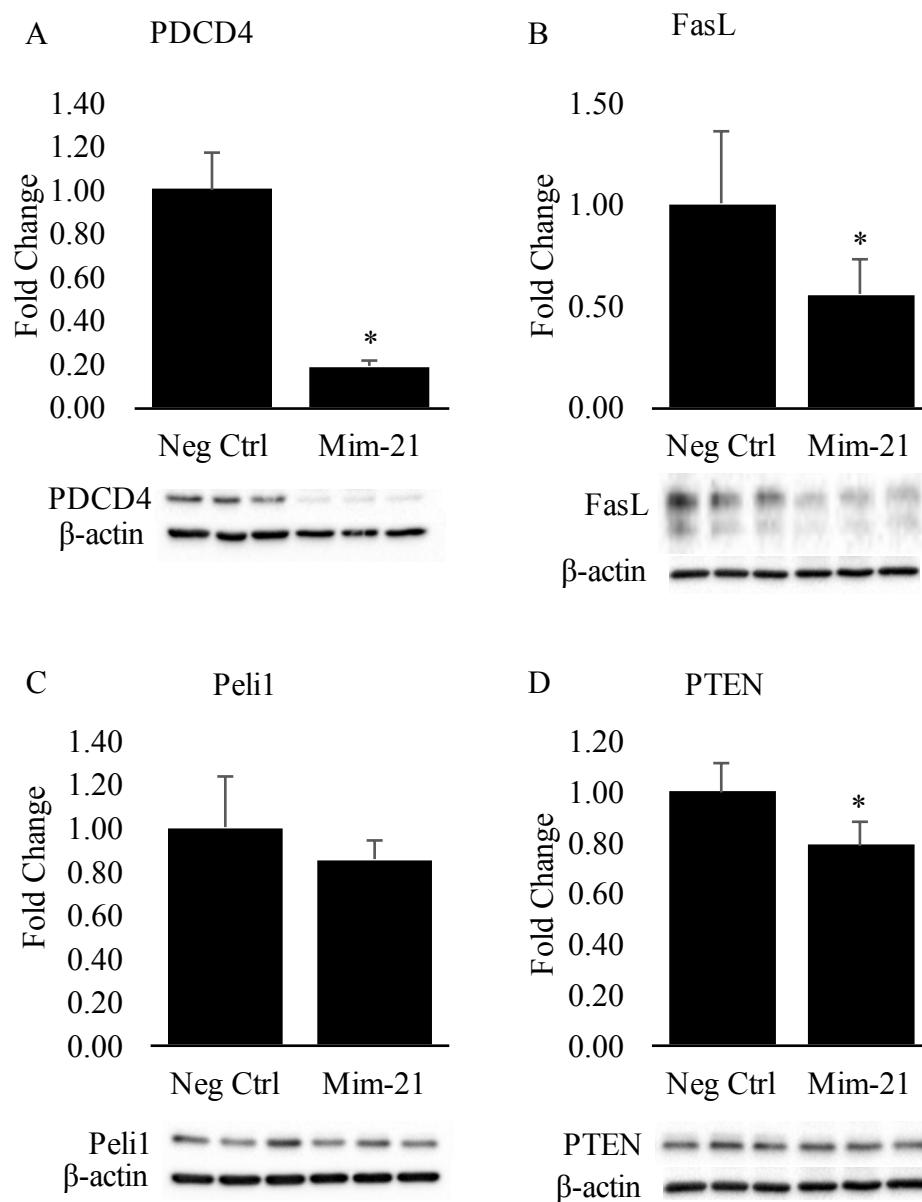 A PDCD4
1.40
1.20
1.00
0.80
0.60
0.40
0.20
0.00
Fold Change
*
Neg Ctrl Mim-21
PDCD4
β-actin
B FasL
1.50
1.00
0.50
0.00
Fold Change
*
Neg Ctrl Mim-21
FasL
β-actin
C Peli1
1.40
1.20
1.00
0.80
0.60
0.40
0.20
0.00
Fold Change
Neg Ctrl Mim-21
Peli1
β-actin
D PTEN
1.20
1.00
0.80
0.60
0.40
0.20
0.00
Fold Change
*
Neg Ctrl Mim-21
PTEN
β-actin